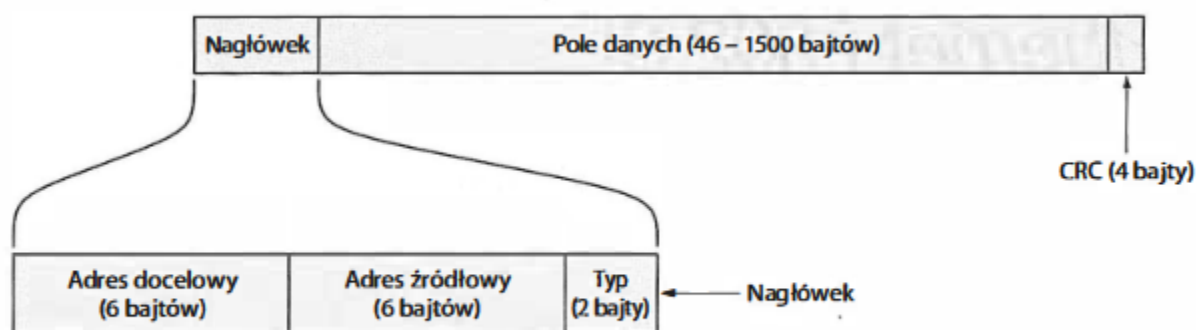 Nagłówek
Pole danych (46 – 1500 bajtów)
CRC (4 bajty)
Adres docelowy
(6 bajtów)
Adres źródłowy
(6 bajtów)
Typ
(2 bajty)
Nagłówek